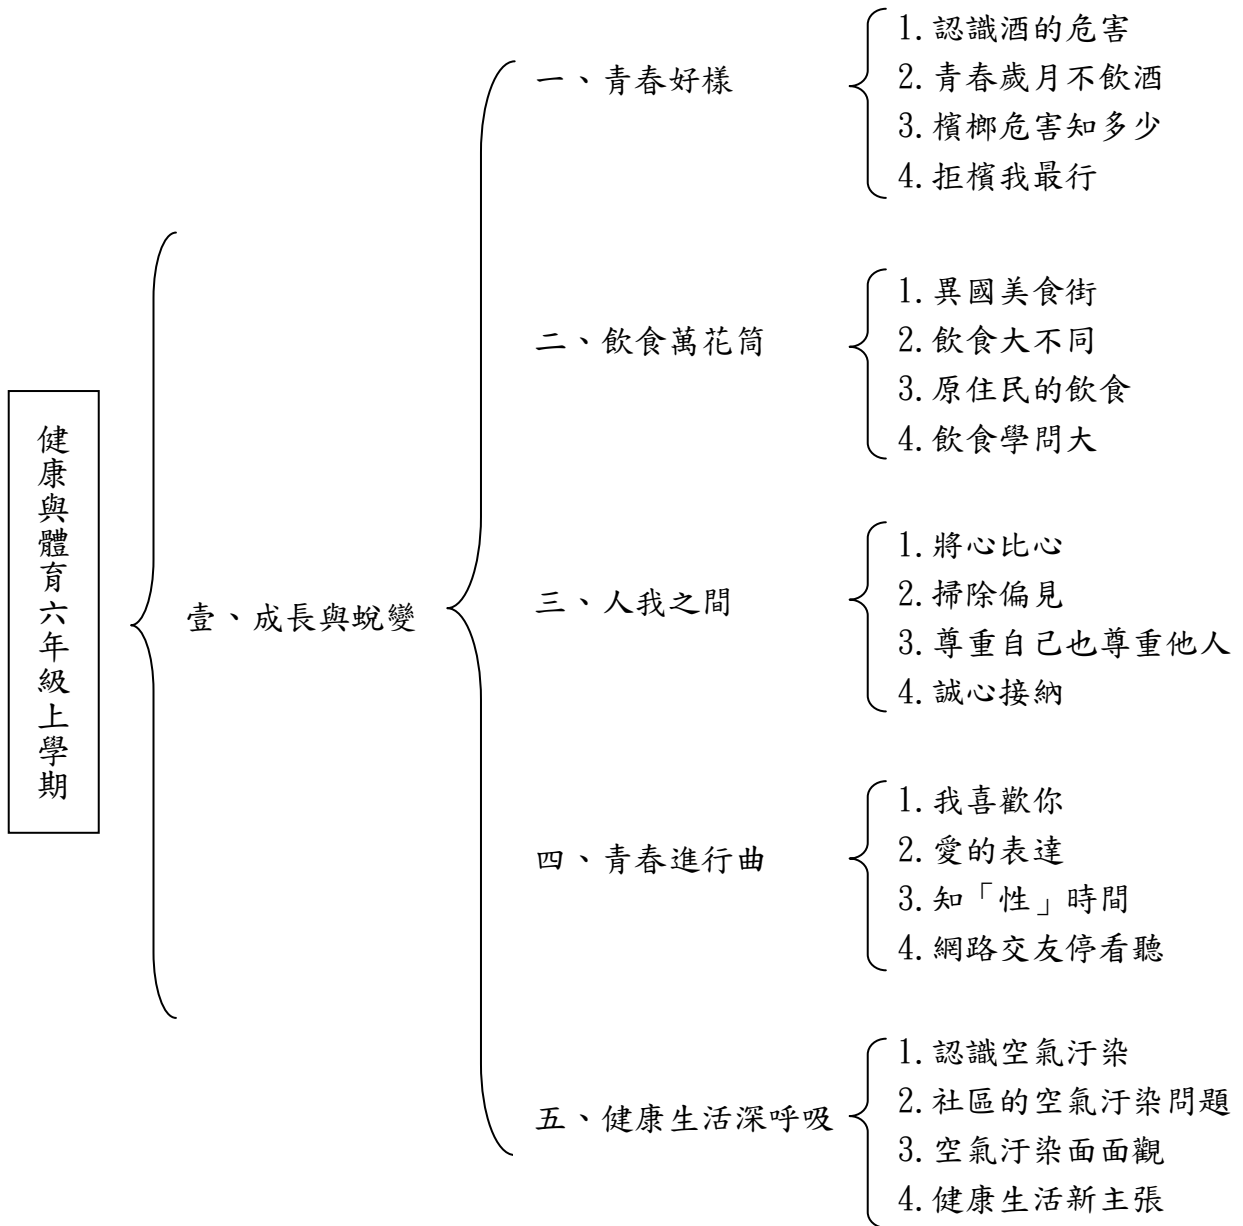 健康與體育六年級上學期
壹、成長與蛻變
一、青春好樣
1.認識酒的危害
2.青春歲月不飲酒
3.檳榔危害知多少
4.拒檳我最行
二、飲食萬花筒
1.異國美食街
2.飲食大不同
3.原住民的飲食
4.飲食學問大
三、人我之間
1.將心比心
2.掃除偏見
3.尊重自己也尊重他人
4.誠心接納
四、青春進行曲
1.我喜歡你
2.愛的表達
3.知「性」時間
4.網路交友停看聽
五、健康生活深呼吸
1.認識空氣汙染
2.社區的空氣汙染問題
3.空氣汙染面面觀
4.健康生活新主張